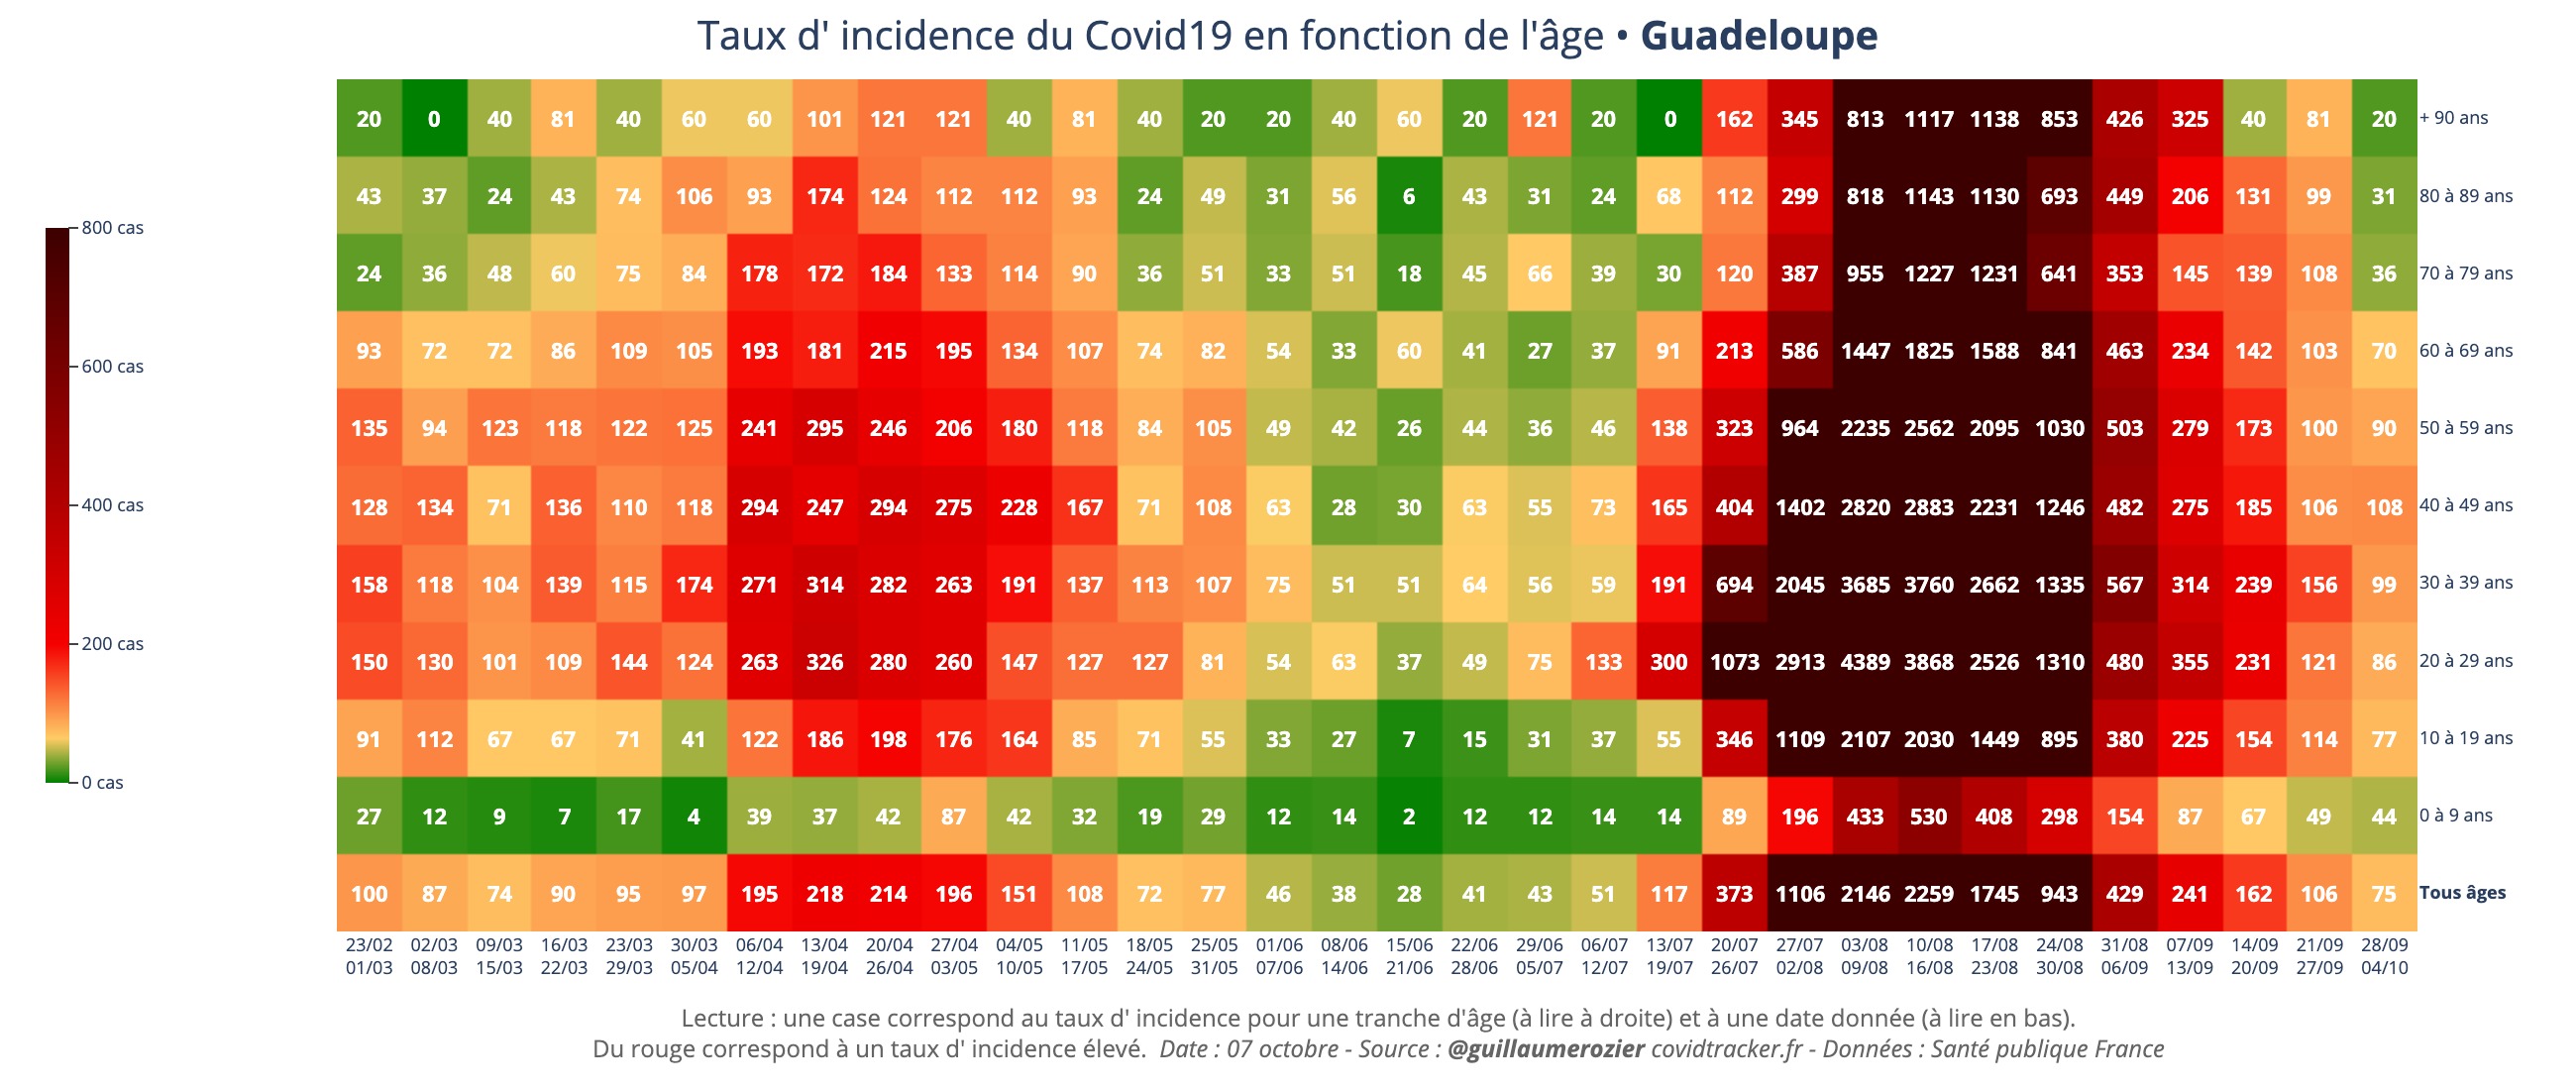 Taux d' incidence du Covid19 en fonction de l'âge • Guadeloupe
20 0 40 81 40 60 60 101 121 121 40 81 40 20 20 40 60 20 121 20 0 162 345 813 1117 1138 853 426 325 40 81 20 + 90 ans
43 37 24 43 74 106 93 174 124 112 112 93 24 49 31 56 6 43 31 24 68 112 299 818 1143 1130 693 449 206 131 99 31 80 à 89 ans
800 cas
24 36 48 60 75 84 178 172 184 133 114 90 36 51 33 51 18 45 66 39 30 120 387 955 1227 1231 641 353 145 139 108 36 70 à 79 ans
93 72 72 86 109 105 193 181 215 195 134 107 74 82 54 33 60 41 27 37 91 213 586 1447 1825 1588 841 463 234 142 103 70 60 à 69 ans
600 cas
135 94 123 118 122 125 241 295 246 206 180 118 84 105 49 42 26 44 36 46 138 323 964 2235 2562 2095 1030 503 279 173 100 90 50 à 59 ans
400 cas
128 134 71 136 110 118 294 247 294 275 228 167 71 108 63 28 30 63 55 73 165 404 1402 2820 2883 2231 1246 482 275 185 106 108 40 à 49 ans
158 118 104 139 115 174 271 314 282 263 191 137 113 107 75 51 51 64 56 59 191 694 2045 3685 3760 2662 1335 567 314 239 156 99 30 à 39 ans
200 cas
150 130 101 109 144 124 263 326 280 260 147 127 127 81 54 63 37 49 75 133 300 1073 2913 4389 3868 2526 1310 480 355 231 121 86 20 à 29 ans
91 112 67 67 71 41 122 186 198 176 164 85 71 55 33 27 7 15 31 37 55 346 1109 2107 2030 1449 895 380 225 154 114 77 10 à 19 ans
0 cas
27 12 9 7 17 4 39 37 42 87 42 32 19 29 12 14 2 12 12 14 14 89 196 433 530 408 298 154 87 67 49 44 0 à 9 ans
100 87 74 90 95 97 195 218 214 196 151 108 72 77 46 38 28 41 43 51 117 373 1106 2146 2259 1745 943 429 241 162 106 75 Tous âges
23/02 02/03 09/03 16/03 23/03 30/03 06/04 13/04 20/04 27/04 04/05 11/05 18/05 25/05 01/06 08/06 15/06 22/06 29/06 06/07 13/07 20/07 27/07 03/08 10/08 17/08 24/08 31/08 07/09 14/09 21/09 28/09
01/03 08/03 15/03 22/03 29/03 05/04 12/04 19/04 26/04 03/05 10/05 17/05 24/05 31/05 07/06 14/06 21/06 28/06 05/07 12/07 19/07 26/07 02/08 09/08 16/08 23/08 30/08 06/09 13/09 20/09 27/09 04/10
Lecture : une case correspond au taux d' incidence pour une tranche d'âge (à lire à droite) et à une date donnée (à lire en bas).
Du rouge correspond à un taux d' incidence élevé. Date : 07 octobre - Source : @guillaumerozier covidtracker.fr - Données : Santé publique France